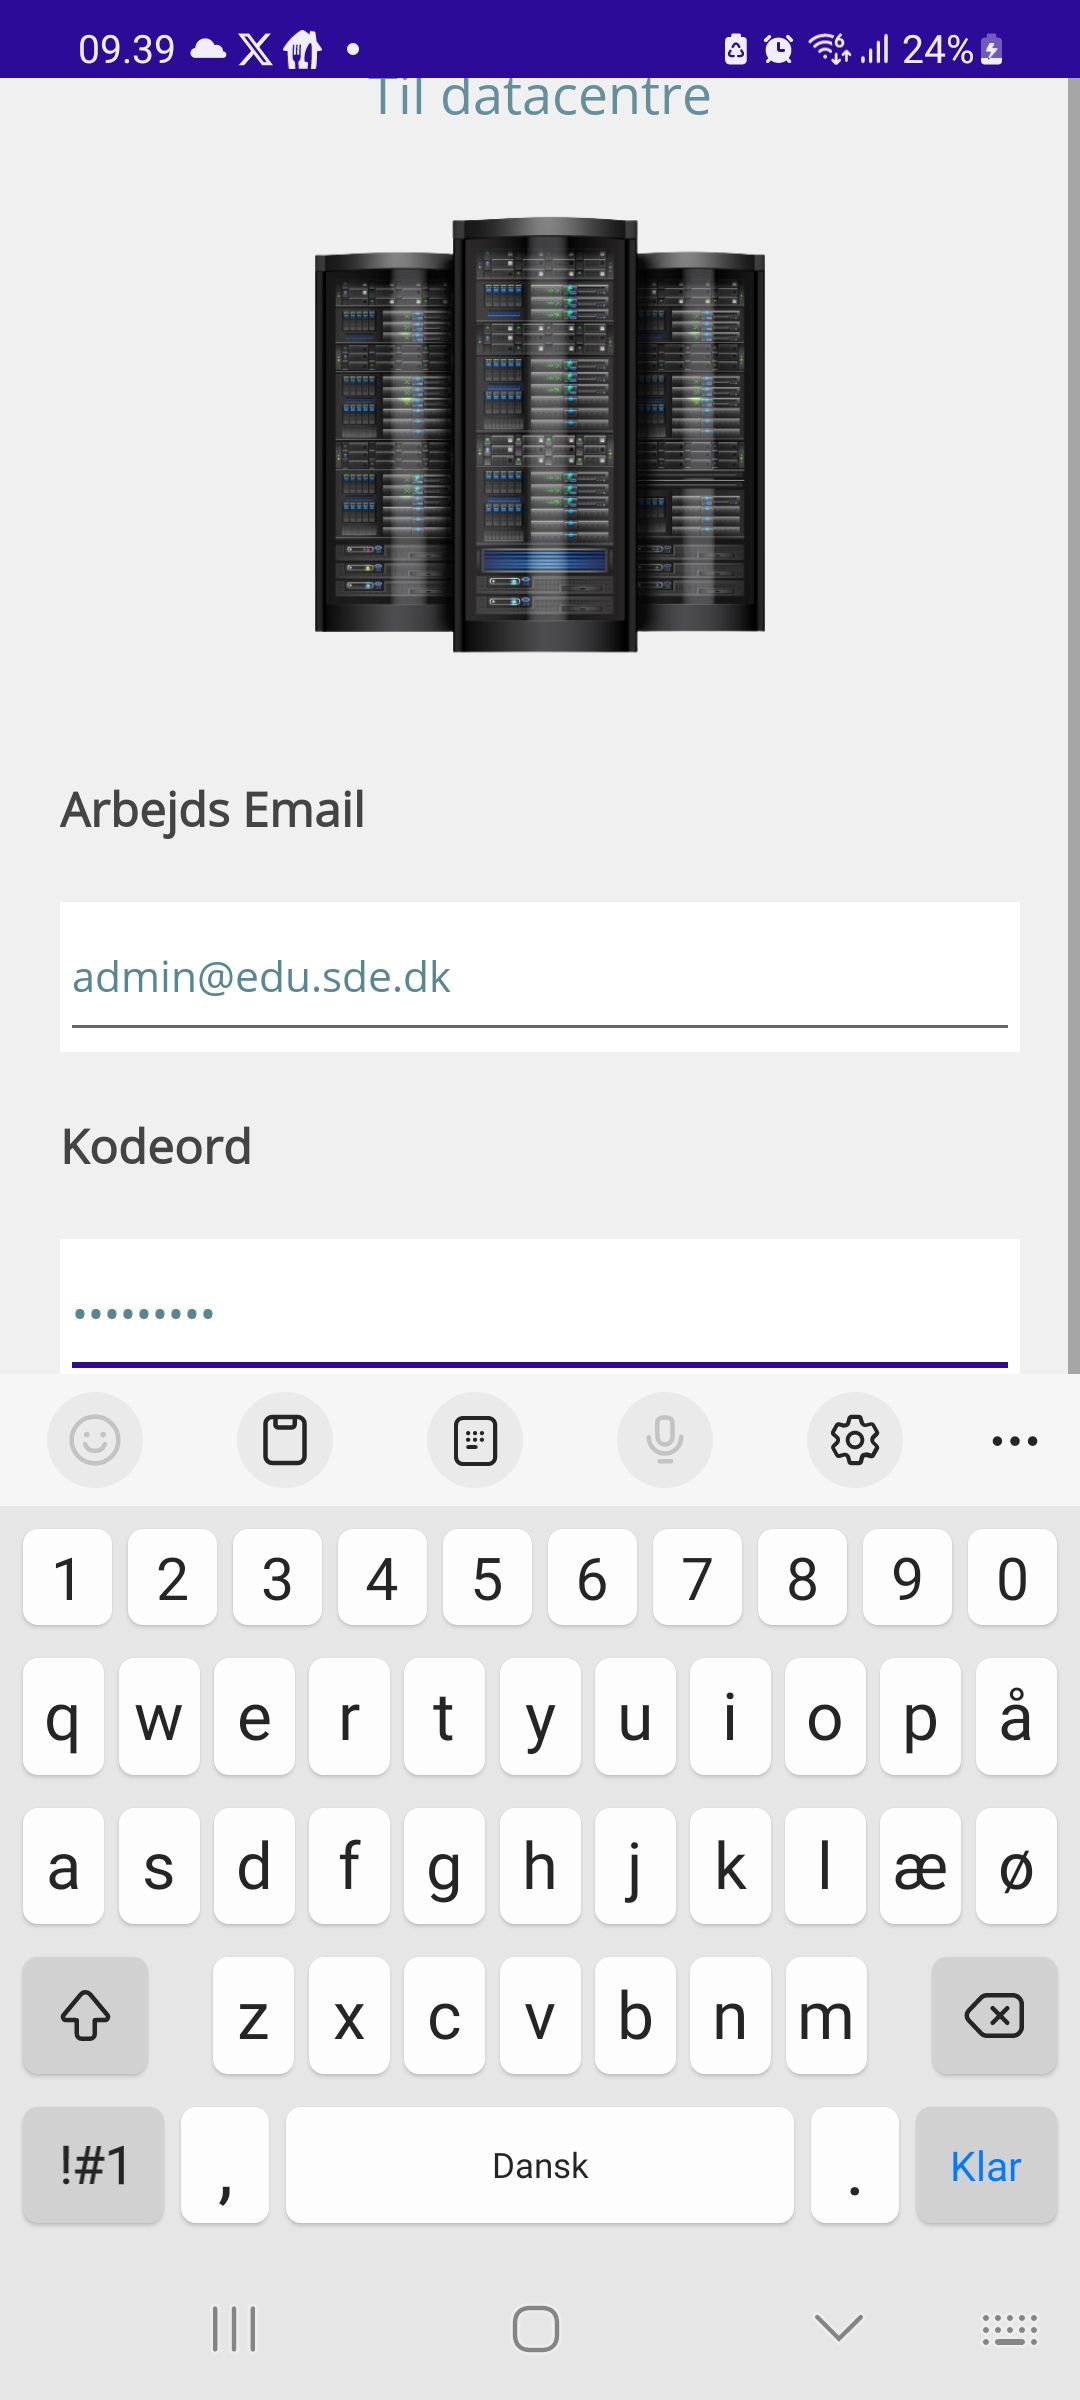 09.39
24%
Til datacentre
Arbejds Email
admin@edu.sde.dk
Kodeord
•••••••••
1 2 3 4 5 6 7 8 9 0
q w e r t y u i o p å
a s d f g h j k l æ ø
z x c v b n m
!#1 , Dansk . Klar